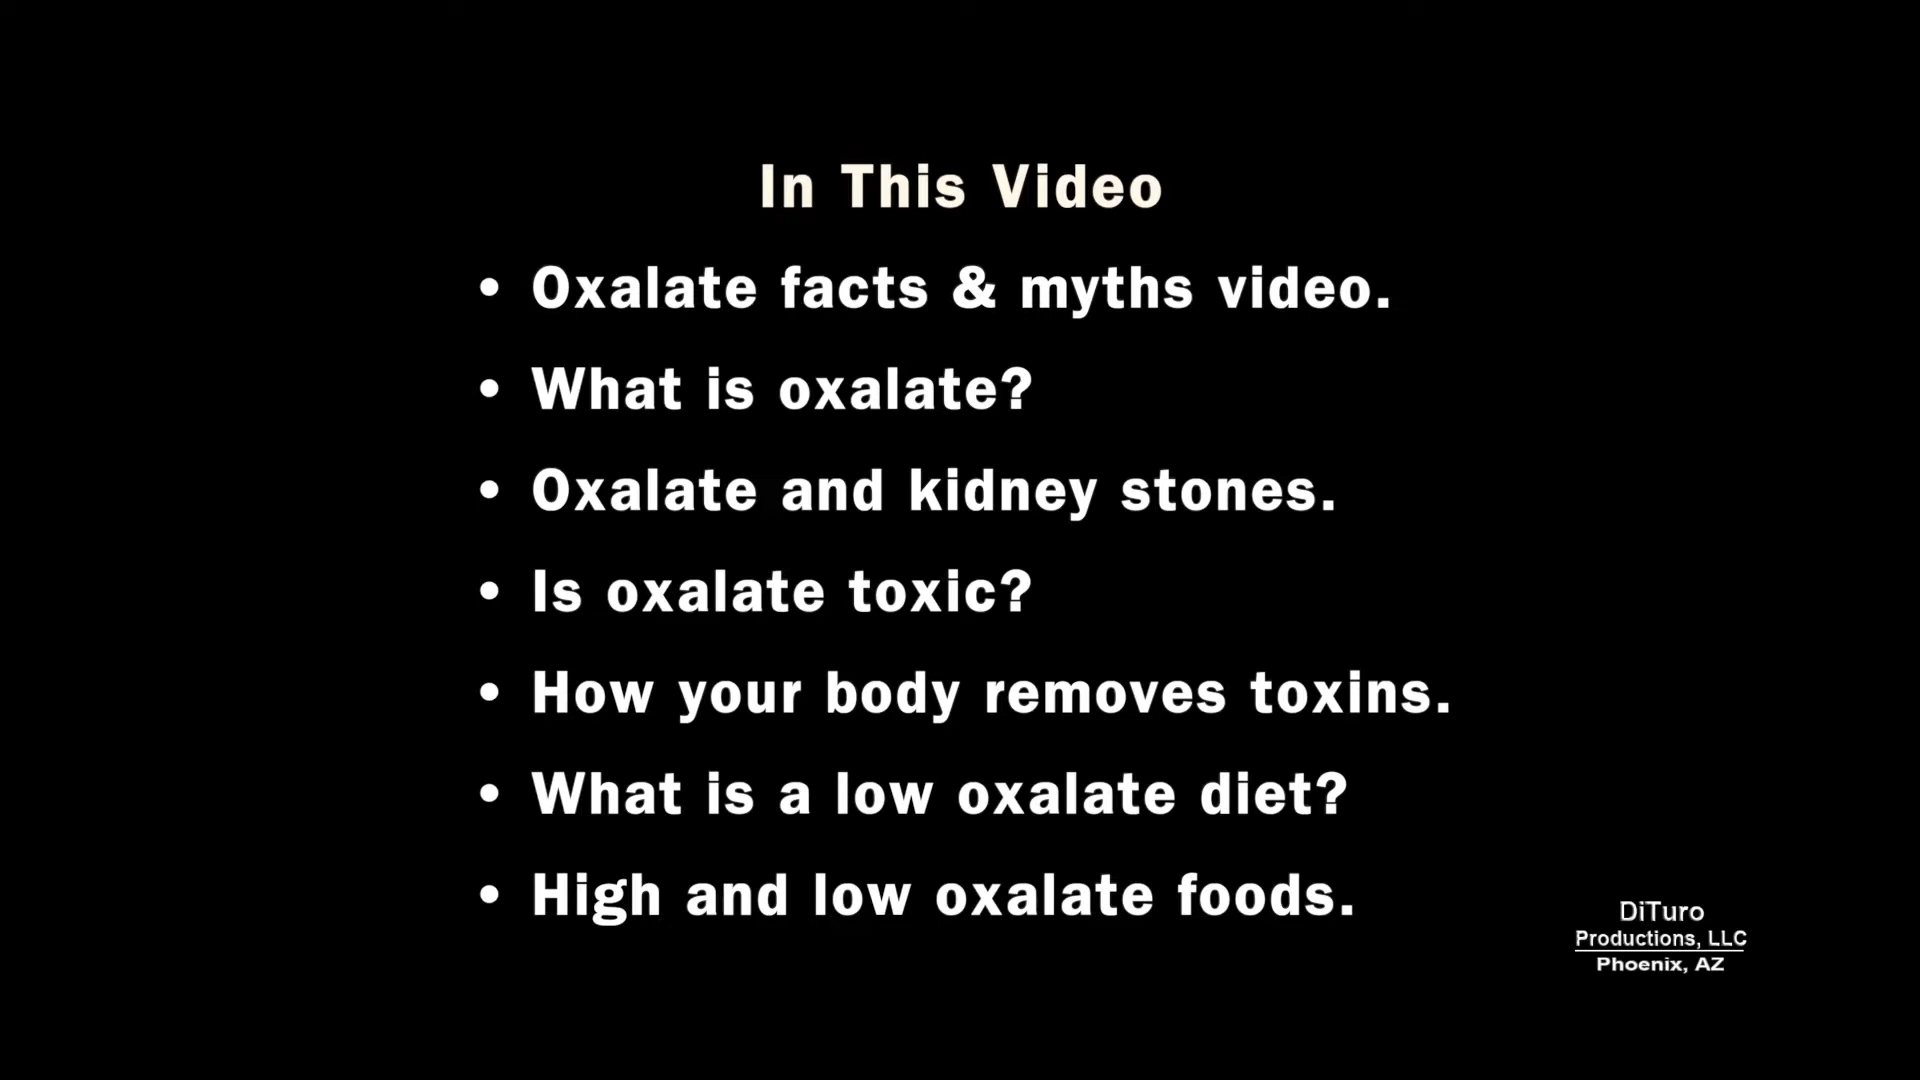 In This Video
• Oxalate facts & myths video.
• What is oxalate?
• Oxalate and kidney stones.
• Is oxalate toxic?
• How your body removes toxins.
• What is a low oxalate diet?
• High and low oxalate foods.
DiTuro
Productions, LLC
Phoenix, AZ